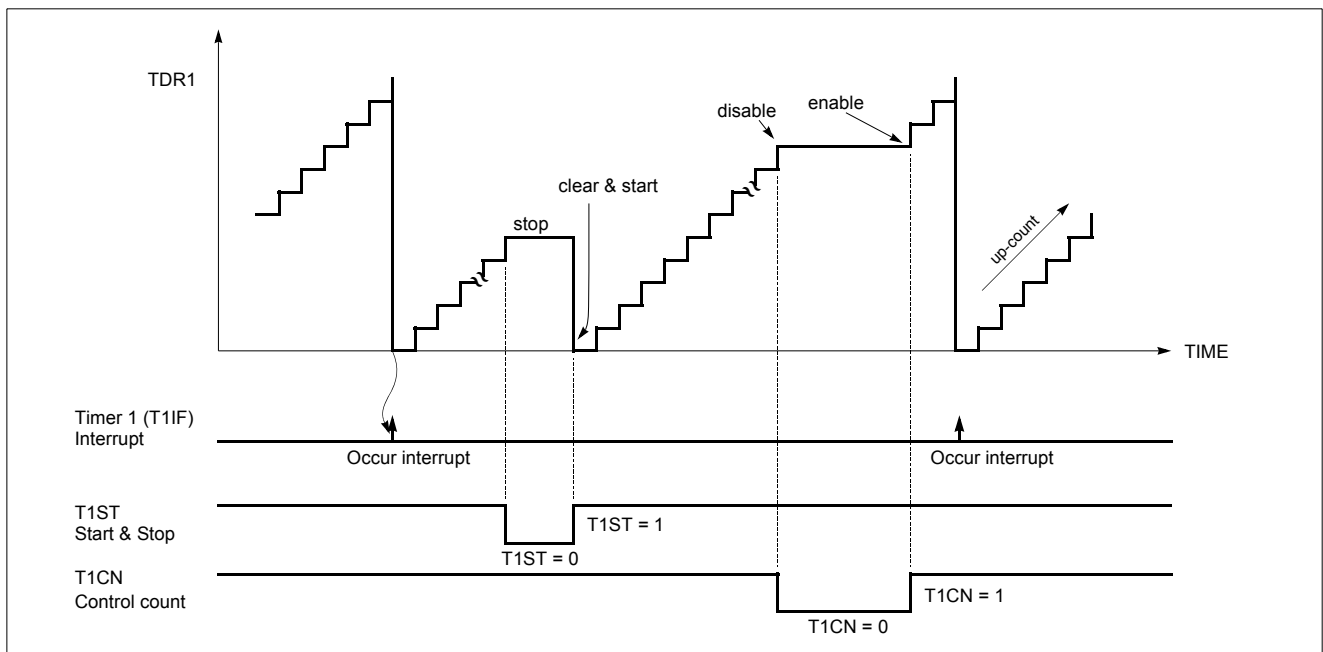 TDR1
disable
enable
clear & start
stop
up-count
TIME
Timer 1 (T1IF)
Interrupt
Occur interrupt
Occur interrupt
T1ST
Start & Stop
T1ST = 1
T1ST = 0
T1CN
Control count
T1CN = 1
T1CN = 0